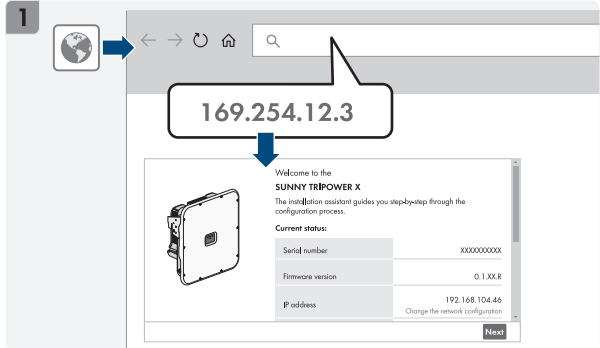 1
169.254.12.3
Welcome to the
SUNNY TRIPOWER X
The installation assistant guides you step-by-step through the
configuration process.
Current status:
Serial number XXXXXXXXXX
Firmware version 0.1.XX.R
IP address 192.168.104.46
Change the network configuration
Next